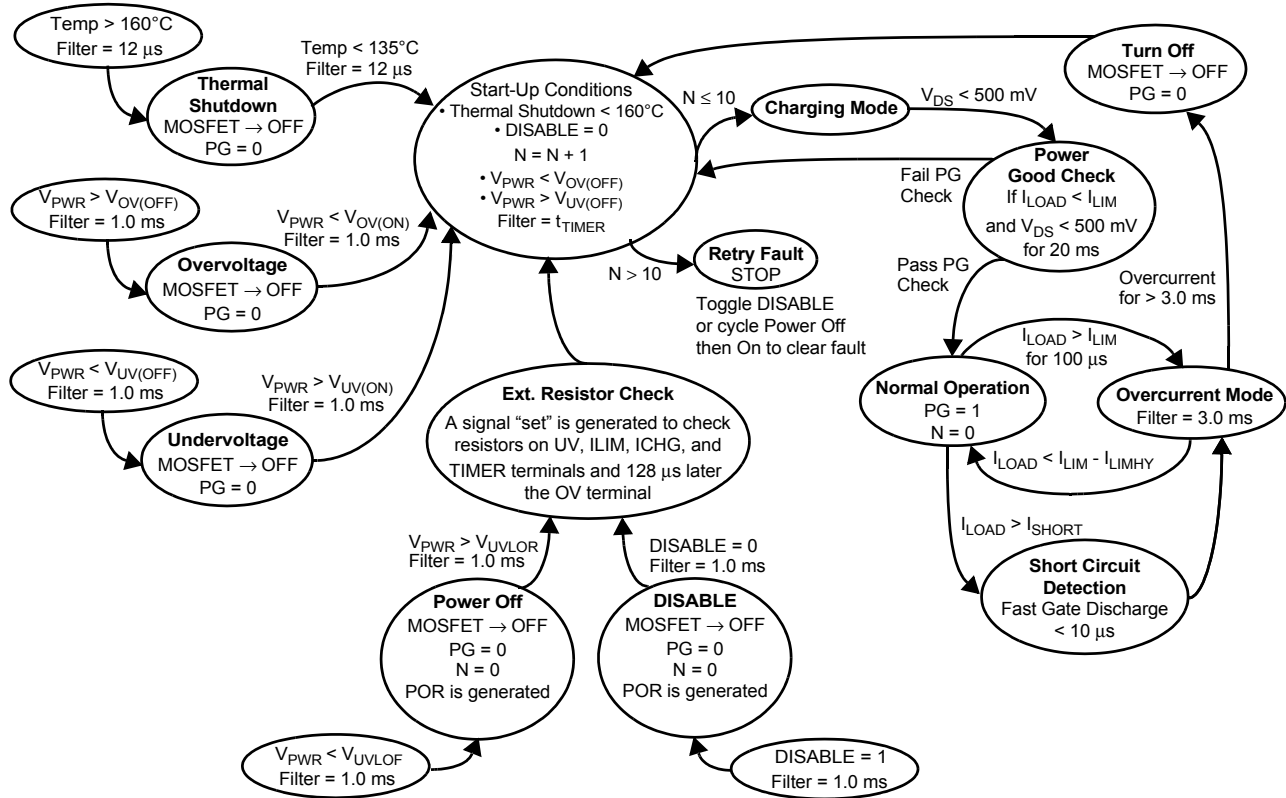 Temp > 160°C
Filter = 12 μs
Thermal
Shutdown
MOSFET → OFF
PG = 0
Temp < 135°C
Filter = 12 μs
V_PWR > V_OV(OFF)
Filter = 1.0 ms
Overvoltage
MOSFET → OFF
PG = 0
V_PWR < V_OV(ON)
Filter = 1.0 ms
V_PWR < V_UV(OFF)
Filter = 1.0 ms
Undervoltage
MOSFET → OFF
PG = 0
V_PWR > V_UV(ON)
Filter = 1.0 ms
Start-Up Conditions
• Thermal Shutdown < 160°C
• DISABLE = 0
N = N + 1
• V_PWR < V_OV(OFF)
• V_PWR > V_UV(OFF)
Filter = t_TIMER
N ≤ 10
Charging Mode
V_DS < 500 mV
Turn Off
MOSFET → OFF
PG = 0
Power
Good Check
If I_LOAD < I_LIM
and V_DS < 500 mV
for 20 ms
Fail PG
Check
N > 10
Retry Fault
STOP
Toggle DISABLE
or cycle Power Off
then On to clear fault
Pass PG
Check
Overcurrent
for > 3.0 ms
I_LOAD > I_LIM
for 100 μs
Normal Operation
PG = 1
N = 0
Overcurrent Mode
Filter = 3.0 ms
I_LOAD < I_LIM - I_LIMHY
I_LOAD > I_SHORT
Short Circuit
Detection
Fast Gate Discharge
< 10 μs
Ext. Resistor Check
A signal “set” is generated to check
resistors on UV, ILIM, ICHG, and
TIMER terminals and 128 μs later
the OV terminal
V_PWR > V_UVLOR
Filter = 1.0 ms
DISABLE = 0
Filter = 1.0 ms
Power Off
MOSFET → OFF
PG = 0
N = 0
POR is generated
DISABLE
MOSFET → OFF
PG = 0
N = 0
POR is generated
V_PWR < V_UVLOF
Filter = 1.0 ms
DISABLE = 1
Filter = 1.0 ms